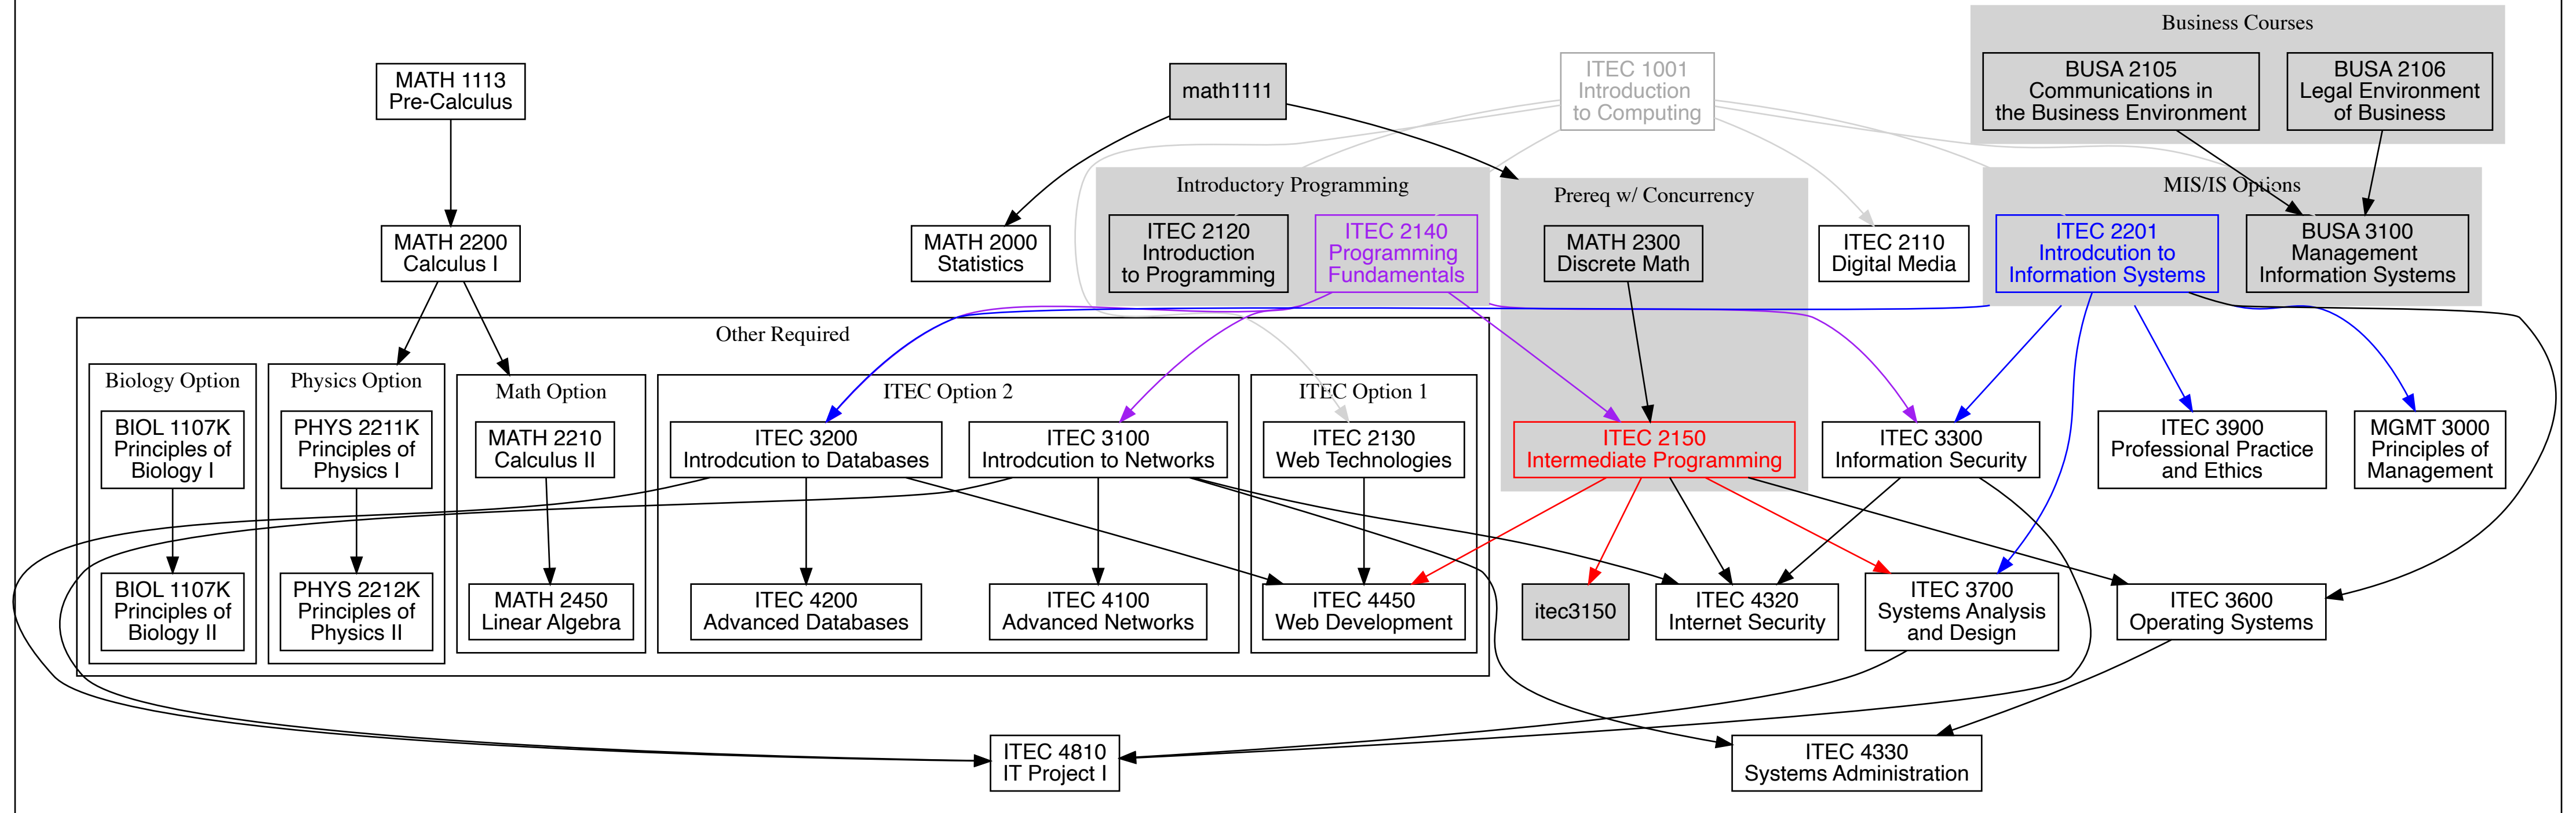 Business Courses
MATH 1113
Pre-Calculus
math1111
ITEC 1001
Introduction
to Computing
BUSA 2105
Communications in
the Business Environment
BUSA 2106
Legal Environment
of Business
Introductory Programming
Prereq w/ Concurrency
MIS/IS Options
MATH 2200
Calculus I
MATH 2000
Statistics
ITEC 2120
Introduction
to Programming
ITEC 2140
Programming
Fundamentals
MATH 2300
Discrete Math
ITEC 2110
Digital Media
ITEC 2201
Introdcution to
Information Systems
BUSA 3100
Management
Information Systems
Other Required
Biology Option
Physics Option
Math Option
ITEC Option 2
ITEC Option 1
BIOL 1107K
Principles of
Biology I
PHYS 2211K
Principles of
Physics I
MATH 2210
Calculus II
ITEC 3200
Introdcution to Databases
ITEC 3100
Introdcution to Networks
ITEC 2130
Web Technologies
ITEC 2150
Intermediate Programming
ITEC 3300
Information Security
ITEC 3900
Professional Practice
and Ethics
MGMT 3000
Principles of
Management
BIOL 1107K
Principles of
Biology II
PHYS 2212K
Principles of
Physics II
MATH 2450
Linear Algebra
ITEC 4200
Advanced Databases
ITEC 4100
Advanced Networks
ITEC 4450
Web Development
itec3150
ITEC 4320
Internet Security
ITEC 3700
Systems Analysis
and Design
ITEC 3600
Operating Systems
ITEC 4810
IT Project I
ITEC 4330
Systems Administration